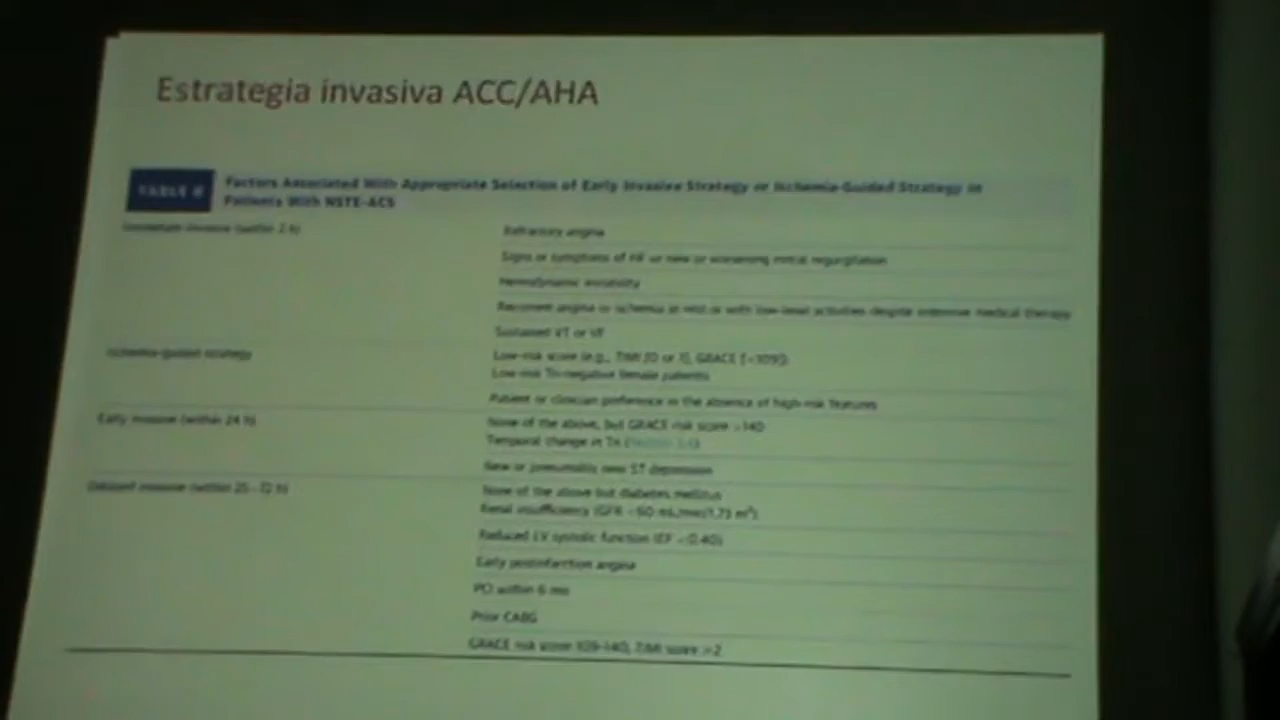 Estrategia invasiva ACC/AHA
TABLE 8
Factors Associated With Appropriate Selection of Early Invasive Strategy or Ischemia-Guided Strategy in
Patients With NSTE-ACS
Immediate invasive (within 2 h)
Refractory angina
Signs or symptoms of HF or new or worsening mitral regurgitation
Hemodynamic instability
Recurrent angina or ischemia at rest or with low-level activities despite intensive medical therapy
Sustained VT or VF
Ischemia-guided strategy
Low-risk score (e.g., TIMI [0 or 1], GRACE [<109])
Low-risk Tn-negative female patients
Patient or clinician preference in the absence of high-risk features
Early invasive (within 24 h)
None of the above, but GRACE risk score >140
Temporal change in Tn
New or presumably new ST depression
Delayed invasive (within 25-72 h)
None of the above but diabetes mellitus
Renal insufficiency (GFR <60 mL/min/1.73 m²)
Reduced LV systolic function (EF <0.40)
Early postinfarction angina
PCI within 6 mo
Prior CABG
GRACE risk score 109-140; TIMI score >2